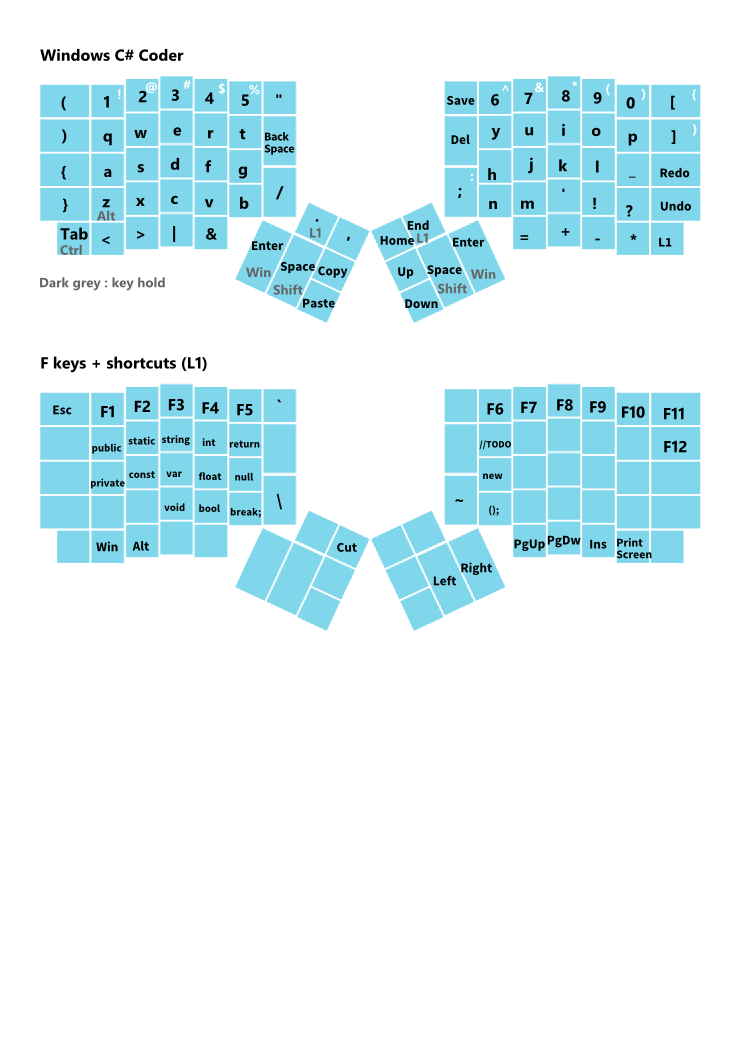 Windows C# Coder
( 1 ! 2 @ 3 # 4 $ 5 % "
Save 6 ^ 7 & 8 * 9 ( 0 ) [ {
) q w e r t Back Space
Del y u i o p ] }
{ a s d f g /
; : h j k l _ Redo
} z Alt x c v b
n m ' ! ? Undo
Tab Ctrl < > | &
= + - * L1
. L1 ,
Enter Win Space Shift Copy
Paste
End L1
Home Enter Win
Up Space Shift
Down
Dark grey : key hold
F keys + shortcuts (L1)
Esc F1 F2 F3 F4 F5 `
F6 F7 F8 F9 F10 F11
public static string int return
//TODO F12
private const var float null \
new
void bool break;
~ ();
Win Alt
PgUp PgDw Ins Print Screen
Cut
Left Right